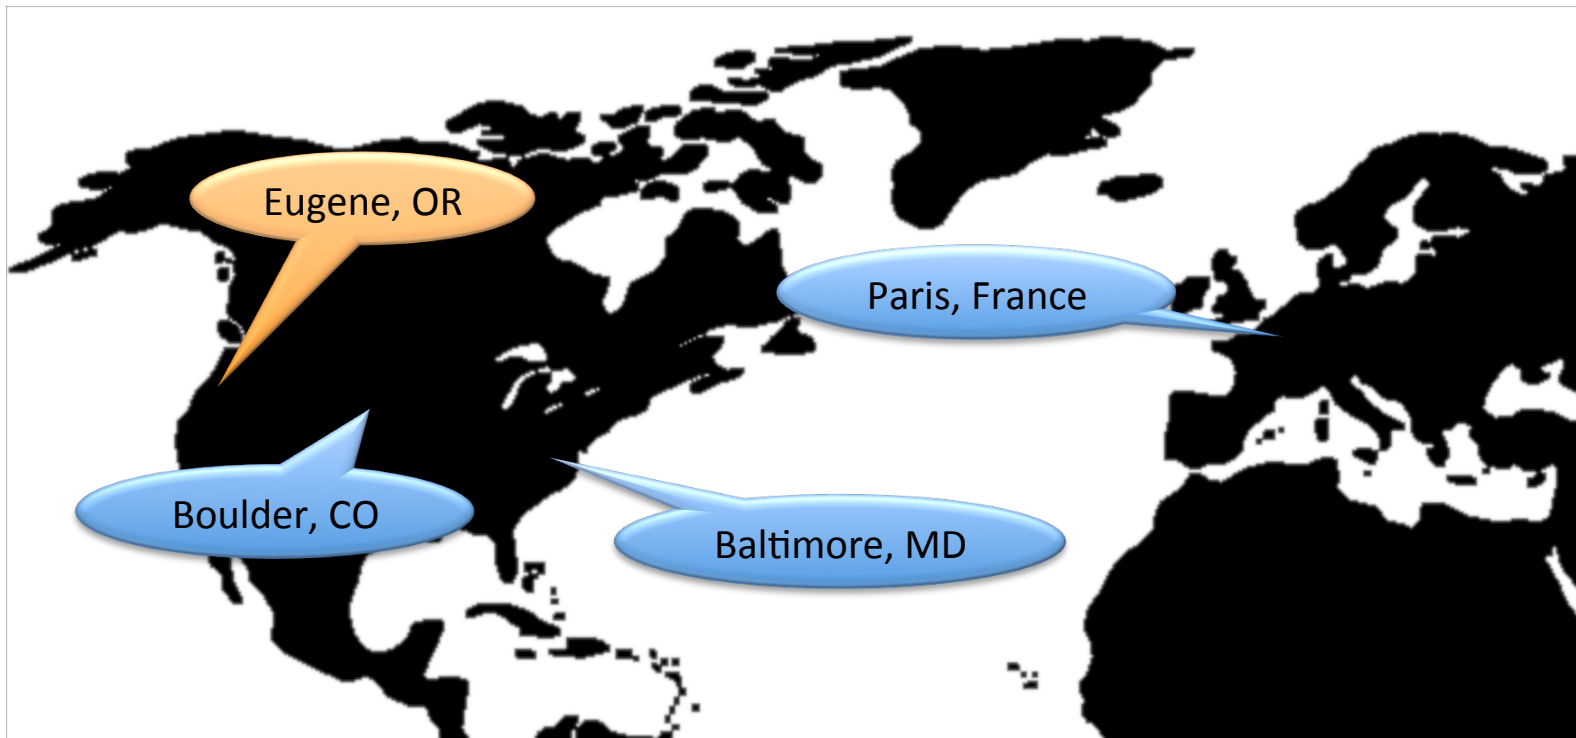 Eugene, OR
Paris, France
Boulder, CO
Baltimore, MD